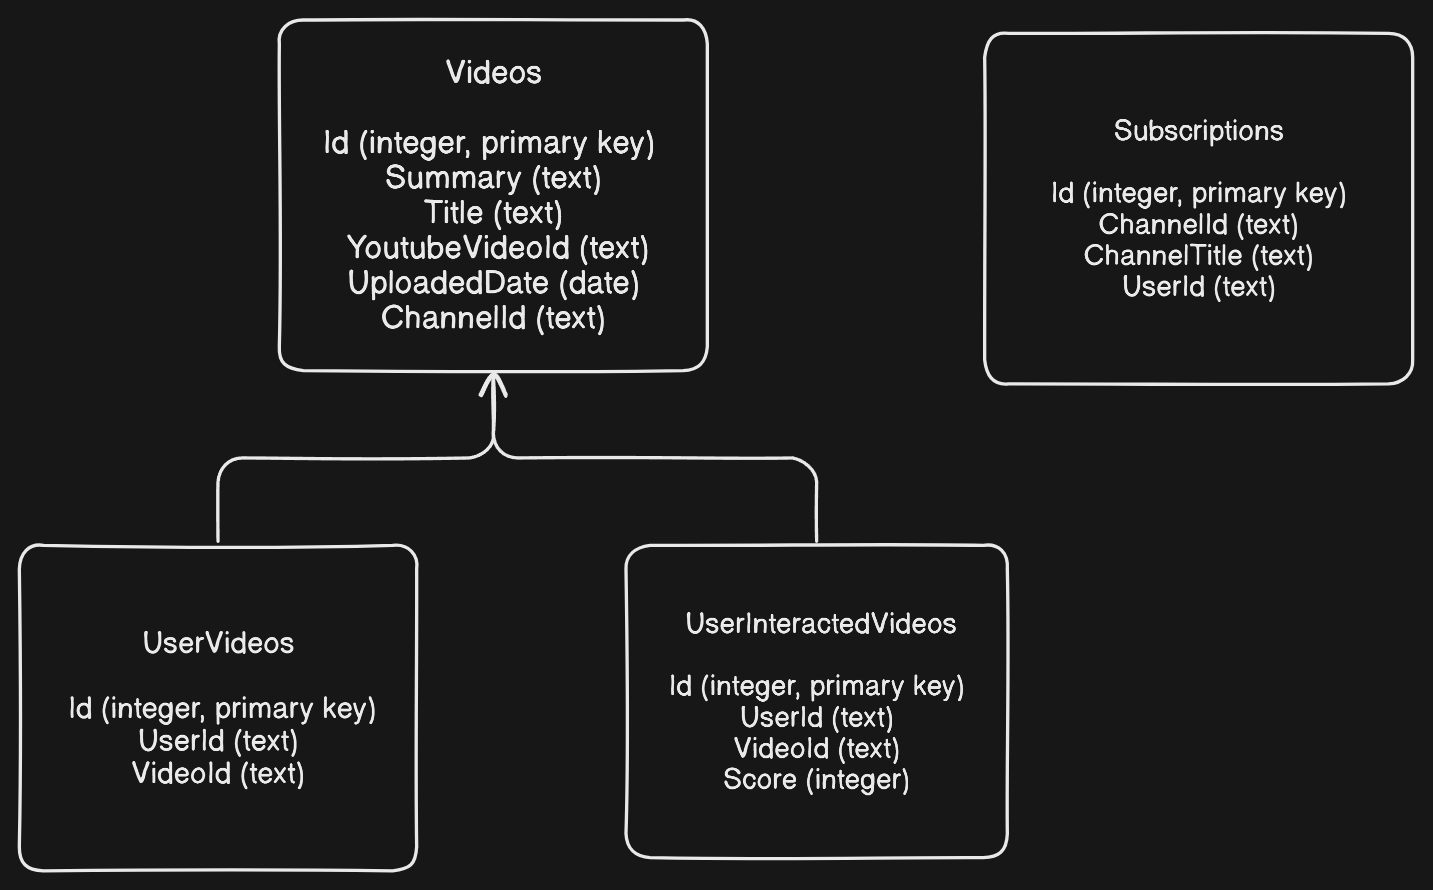 Videos
Id (integer, primary key)
Summary (text)
Title (text)
YoutubeVideoId (text)
UploadedDate (date)
ChannelId (text)
Subscriptions
Id (integer, primary key)
ChannelId (text)
ChannelTitle (text)
UserId (text)
UserVideos
Id (integer, primary key)
UserId (text)
VideoId (text)
UserInteractedVideos
Id (integer, primary key)
UserId (text)
VideoId (text)
Score (integer)